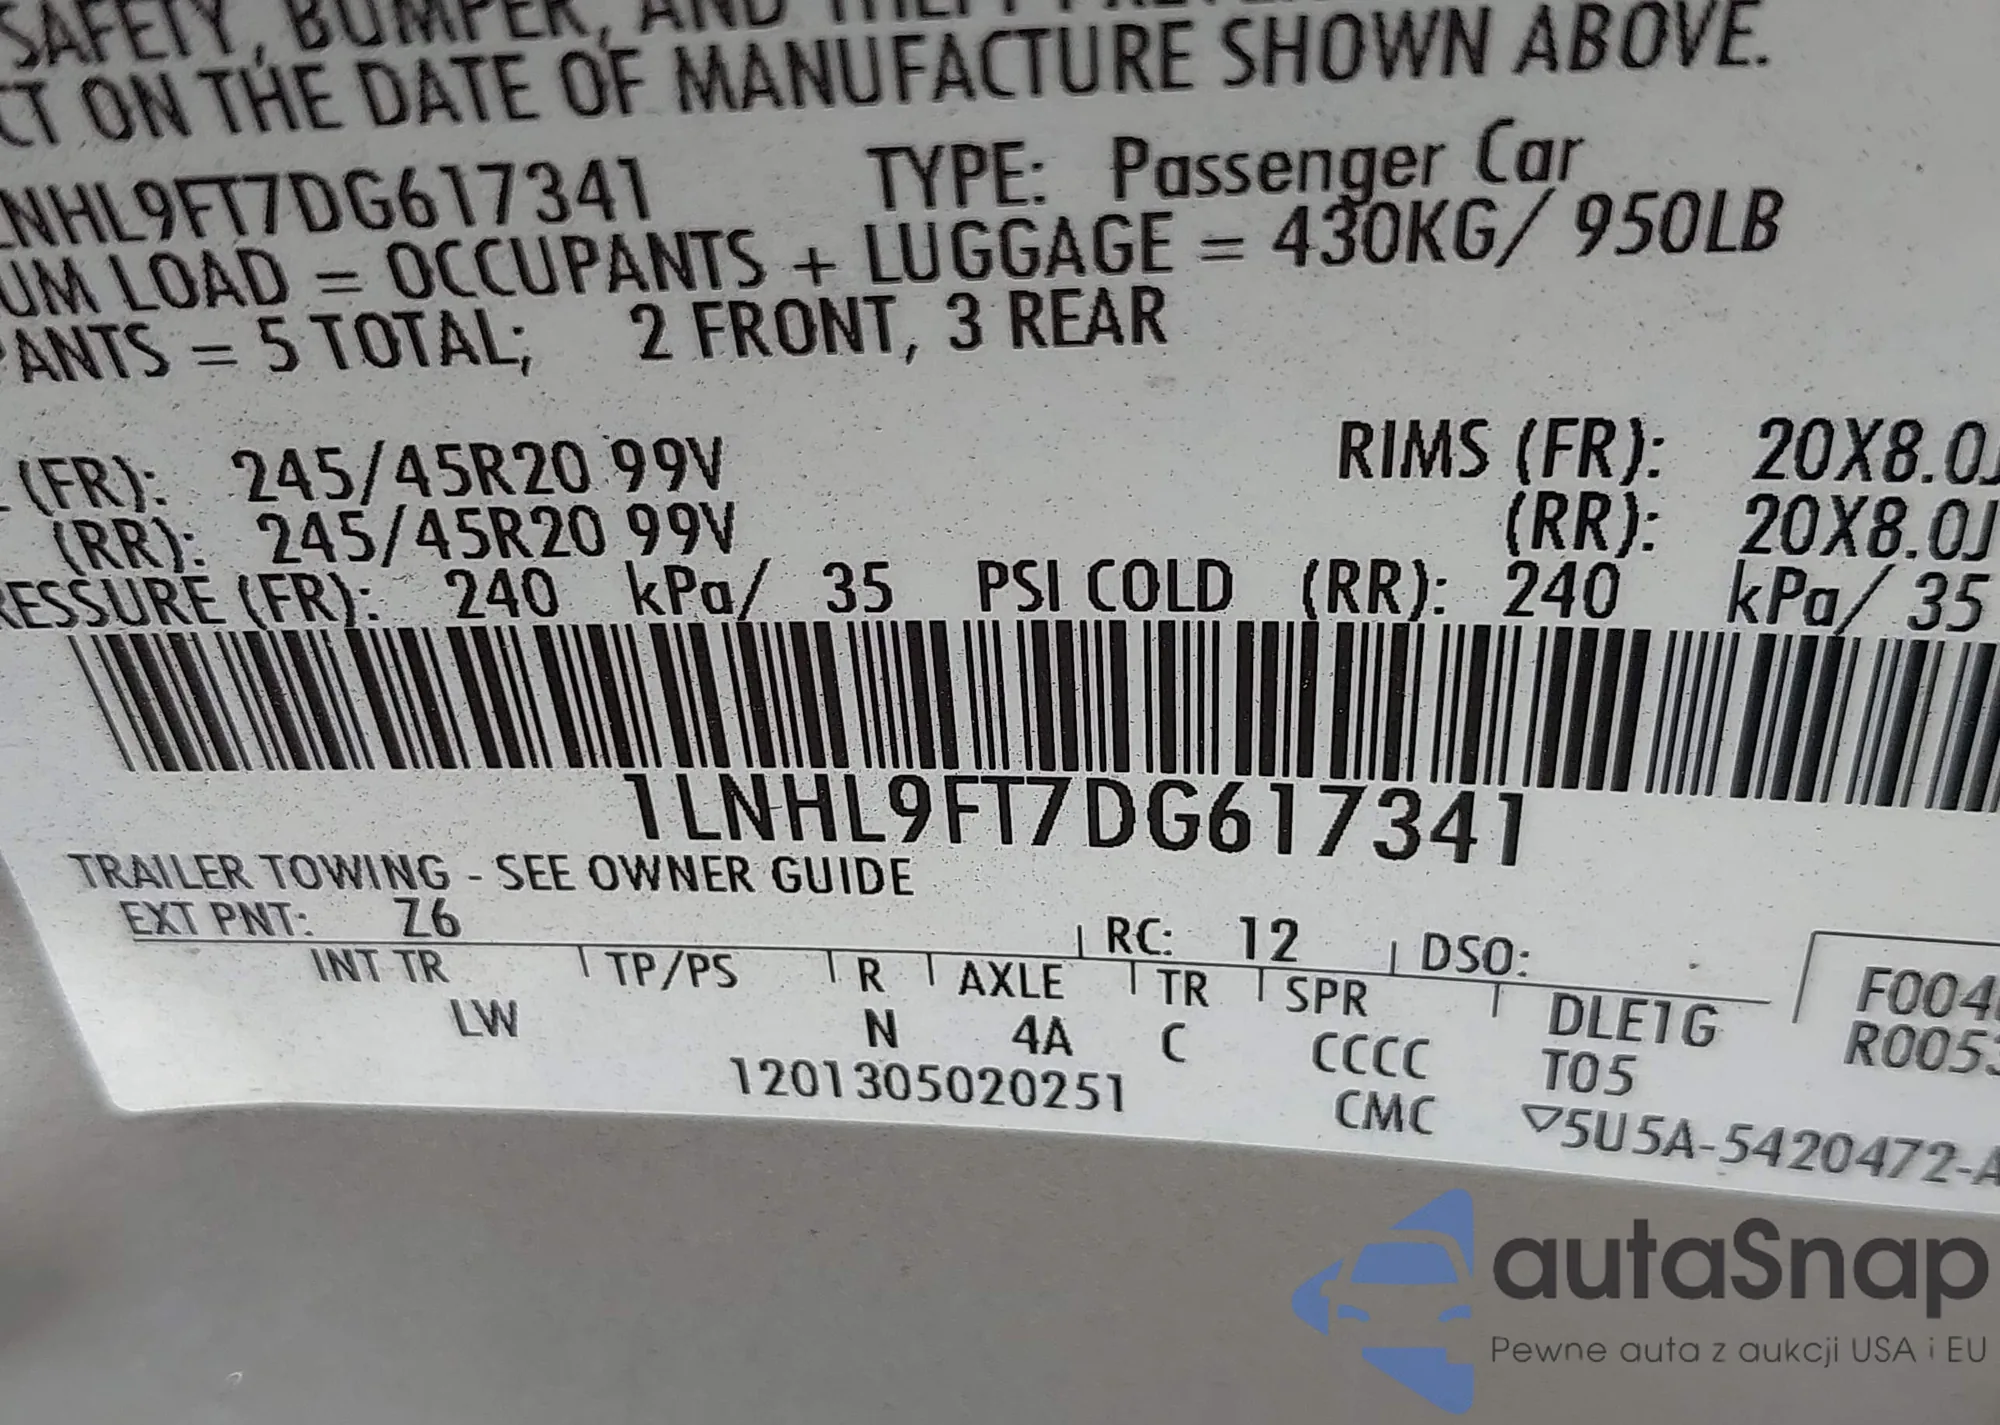 SAFETY, BUMPER, AND THEFT PREVE
CT ON THE DATE OF MANUFACTURE SHOWN ABOVE.
LNHL9FT7DG617341 TYPE: Passenger Car
UM LOAD = OCCUPANTS + LUGGAGE = 430KG/ 950LB
PANTS = 5 TOTAL; 2 FRONT, 3 REAR
(FR): 245/45R20 99V RIMS (FR): 20X8.0J
(RR): 245/45R20 99V (RR): 20X8.0J
RESSURE (FR): 240 kPa/ 35 PSI COLD (RR): 240 kPa/ 35
1LNHL9FT7DG617341
TRAILER TOWING - SEE OWNER GUIDE
EXT PNT: Z6 RC: 12 DSO:
INT TR TP/PS R AXLE TR SPR DLE1G F004
LW N 4A C CCCC T05 R0053
1201305020251 CMC ▽5U5A-5420472-A
autaSnap
Pewne auta z aukcji USA i EU